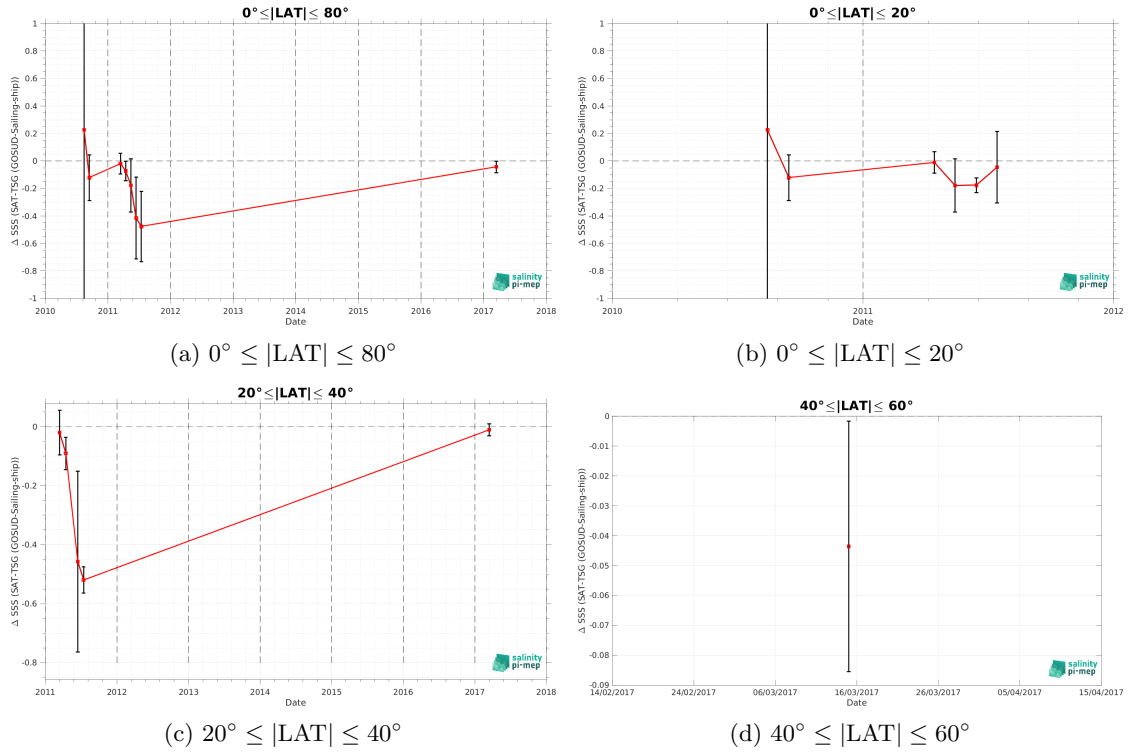 0°≤|LAT|≤ 80°
Δ SSS (SAT-TSG (GOSUD-Sailing-ship))
1
0.8
0.6
0.4
0.2
0
-0.2
-0.4
-0.6
-0.8
-1
2010 2011 2012 2013 2014 2015 2016 2017 2018
Date
salinity
pi-mep
(a) 0° ≤ |LAT| ≤ 80°
0°≤|LAT|≤ 20°
Δ SSS (SAT-TSG (GOSUD-Sailing-ship))
1
0.8
0.6
0.4
0.2
0
-0.2
-0.4
-0.6
-0.8
-1
2010 2011 2012
Date
salinity
pi-mep
(b) 0° ≤ |LAT| ≤ 20°
20°≤|LAT|≤ 40°
Δ SSS (SAT-TSG (GOSUD-Sailing-ship))
0
-0.2
-0.4
-0.6
-0.8
2011 2012 2013 2014 2015 2016 2017 2018
Date
salinity
pi-mep
(c) 20° ≤ |LAT| ≤ 40°
40°≤|LAT|≤ 60°
Δ SSS (SAT-TSG (GOSUD-Sailing-ship))
0
-0.01
-0.02
-0.03
-0.04
-0.05
-0.06
-0.07
-0.08
-0.09
14/02/2017 24/02/2017 06/03/2017 16/03/2017 26/03/2017 05/04/2017 15/04/2017
Date
salinity
pi-mep
(d) 40° ≤ |LAT| ≤ 60°